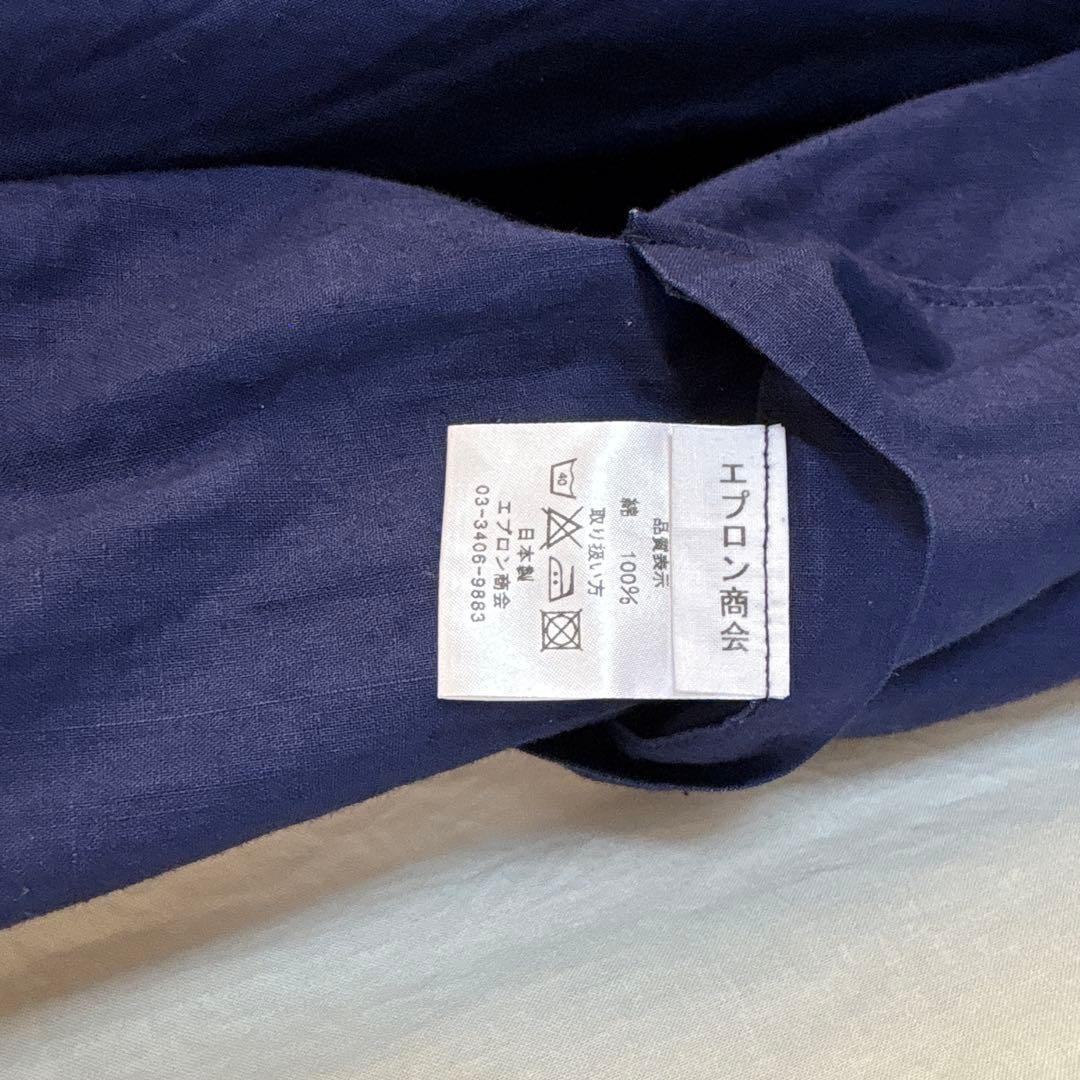 エプロン商会
品質表示
綿 100%
取り扱い方
40
日本製
エプロン商会
03-3406-9883